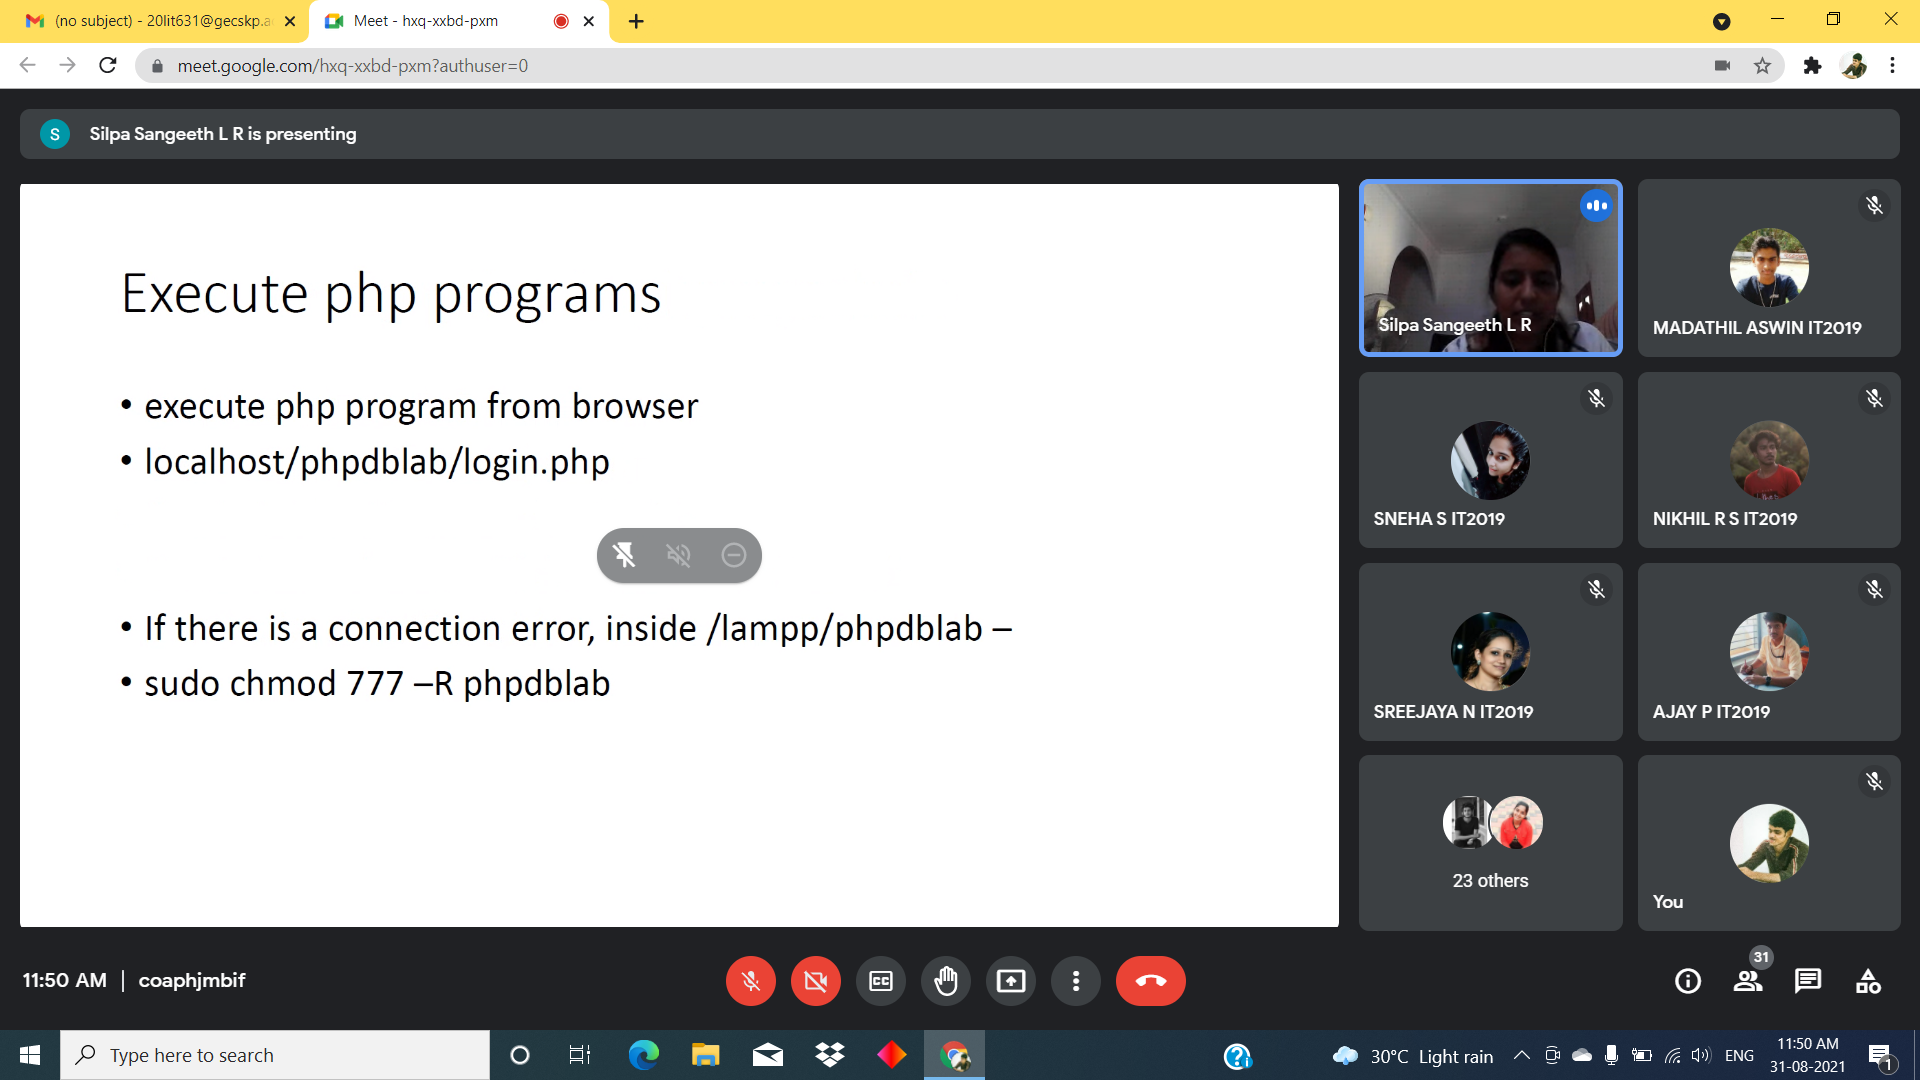 (no subject) - 20lit631@gecskp.a
Meet - hxq-xxbd-pxm
meet.google.com/hxq-xxbd-pxm?authuser=0
S
Silpa Sangeeth L R is presenting
Execute php programs
• execute php program from browser
• localhost/phpdblab/login.php
• If there is a connection error, inside /lampp/phpdblab –
• sudo chmod 777 –R phpdblab
Silpa Sangeeth L R
MADATHIL ASWIN IT2019
SNEHA S IT2019
NIKHIL R S IT2019
SREEJAYA N IT2019
AJAY P IT2019
23 others
You
11:50 AM | coaphjmbif
CC
31
Type here to search
30°C Light rain
ENG
11:50 AM
31-08-2021
1